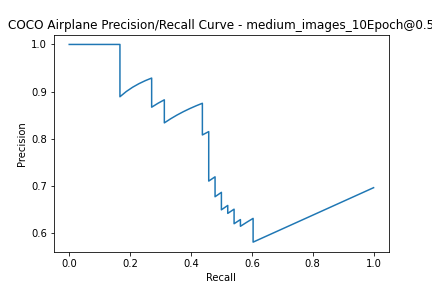 COCO Airplane Precision/Recall Curve - medium_images_10Epoch@0.5
1.0
0.9
0.8
0.7
0.6
Precision
0.0 0.2 0.4 0.6 0.8 1.0
Recall